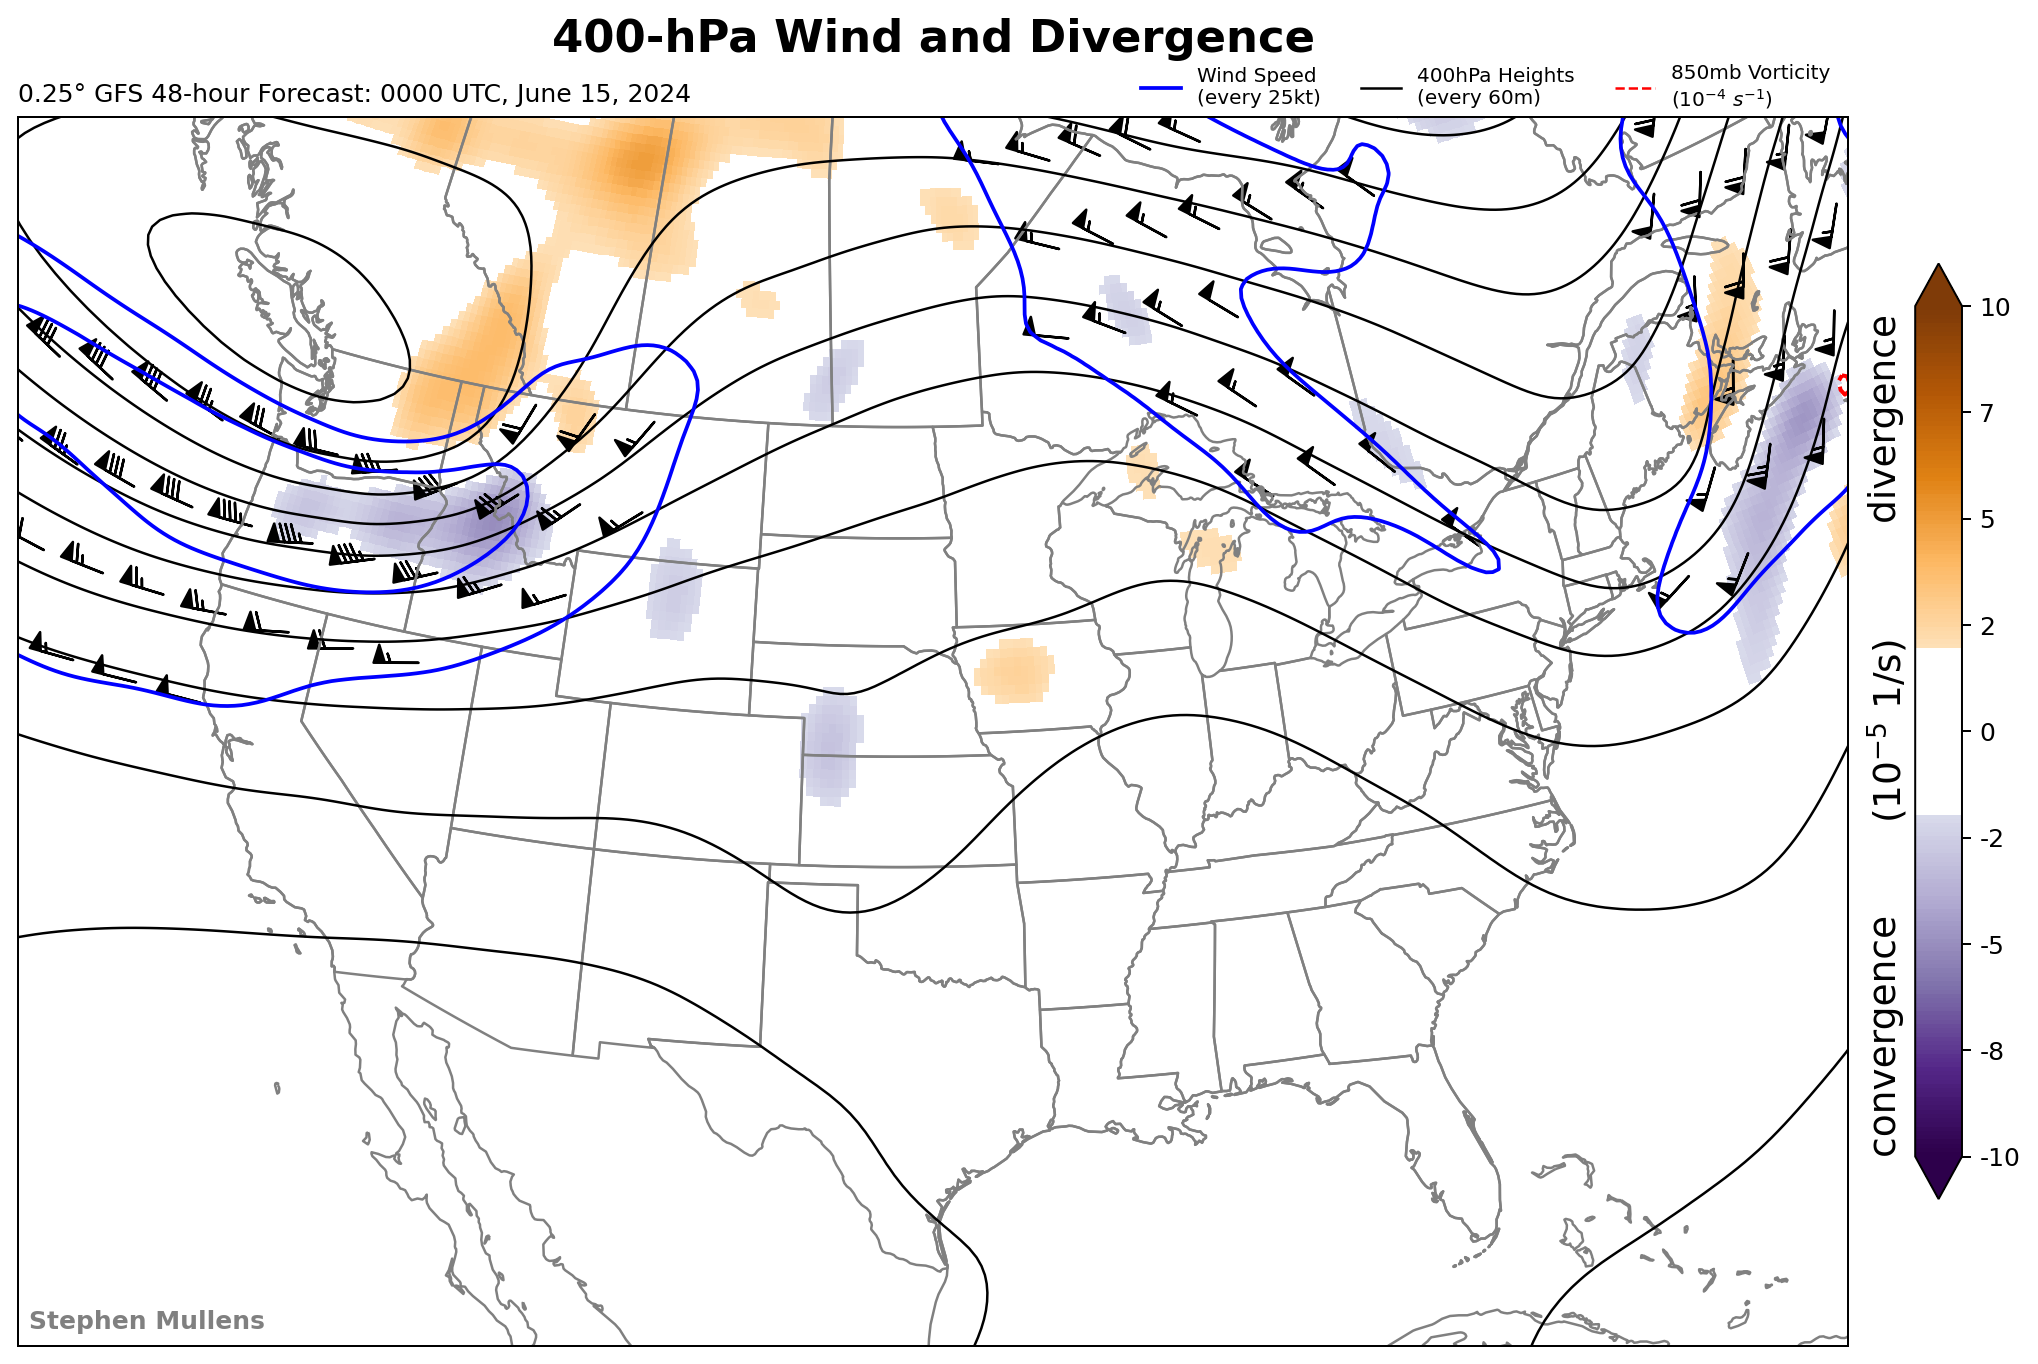 400-hPa Wind and Divergence
0.25° GFS 48-hour Forecast: 0000 UTC, June 15, 2024
Wind Speed
(every 25kt)
400hPa Heights
(every 60m)
850mb Vorticity
(10⁻⁴ s⁻¹)
10
7
5
2
0
-2
-5
-8
-10
convergence (10⁻⁵ 1/s) divergence
Stephen Mullens